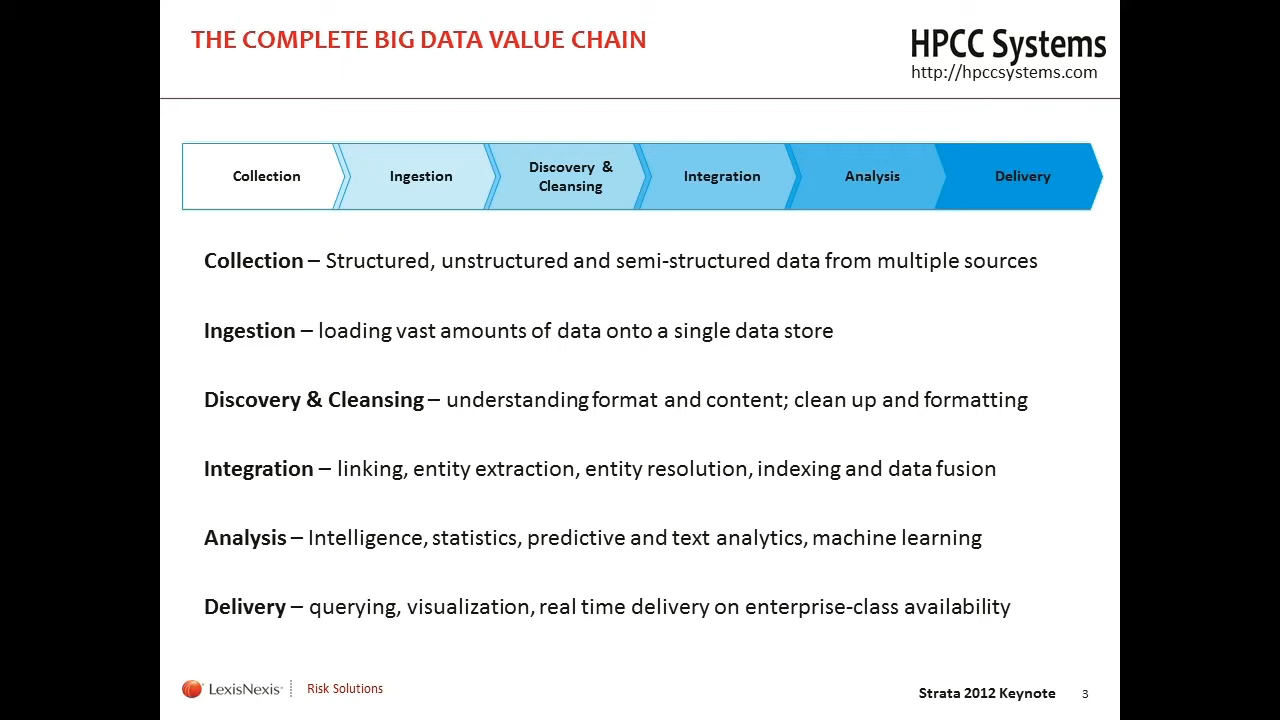 THE COMPLETE BIG DATA VALUE CHAIN
HPCC Systems
http://hpccsystems.com
Collection
Ingestion
Discovery &
Cleansing
Integration
Analysis
Delivery
Collection – Structured, unstructured and semi-structured data from multiple sources
Ingestion – loading vast amounts of data onto a single data store
Discovery & Cleansing – understanding format and content; clean up and formatting
Integration – linking, entity extraction, entity resolution, indexing and data fusion
Analysis – Intelligence, statistics, predictive and text analytics, machine learning
Delivery – querying, visualization, real time delivery on enterprise-class availability
LexisNexis Risk Solutions
Strata 2012 Keynote 3